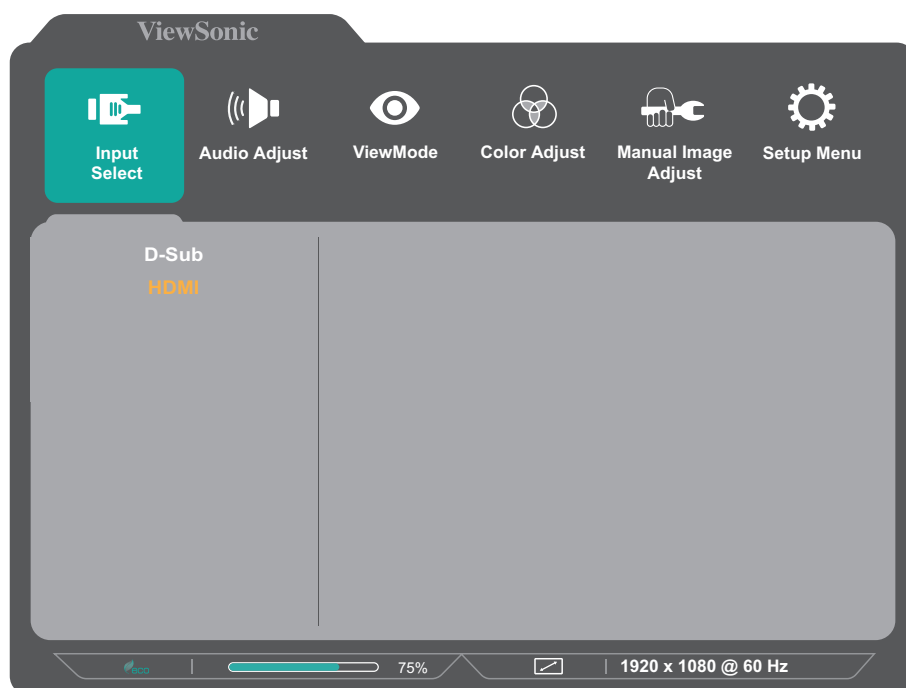 ViewSonic
Input
Select
Audio Adjust
ViewMode
Color Adjust
Manual Image
Adjust
Setup Menu
D-Sub
HDMI
eco
75%
1920 x 1080 @ 60 Hz